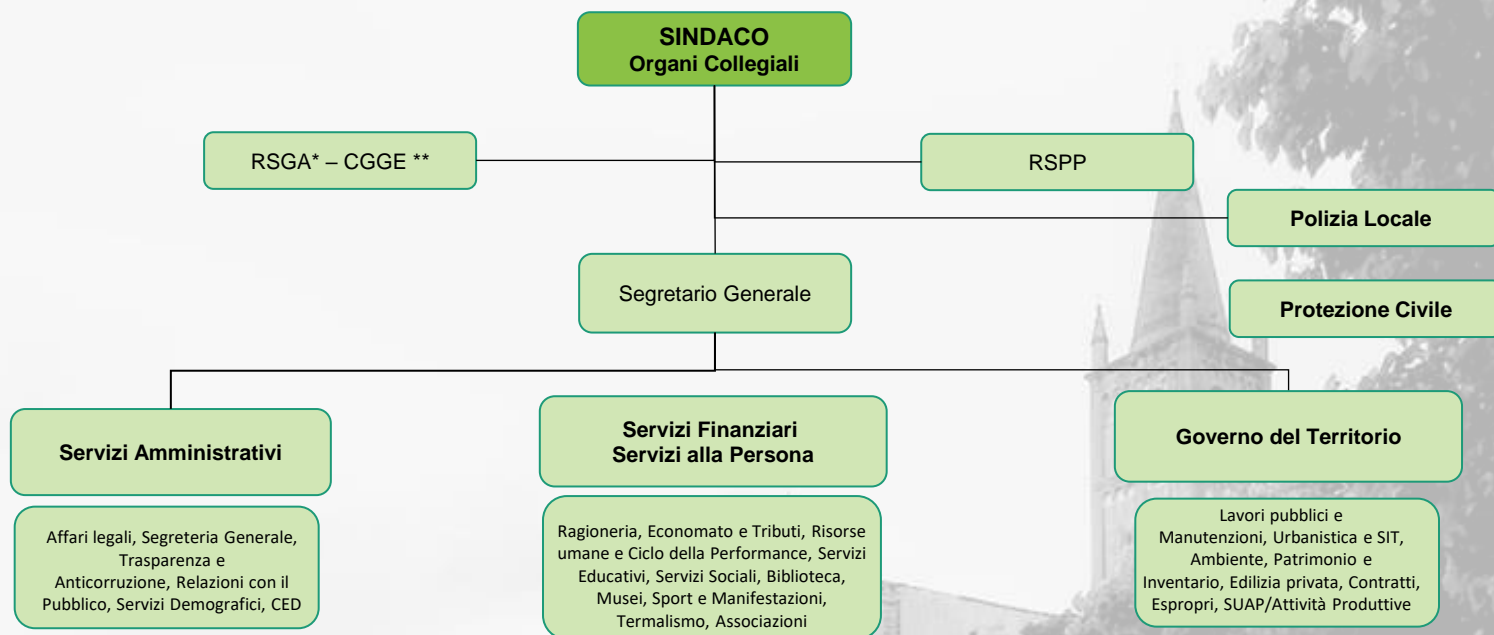 SINDACO
Organi Collegiali
RSGA* – CGGE **
RSPP
Polizia Locale
Segretario Generale
Protezione Civile
Servizi Amministrativi
Servizi Finanziari
Servizi alla Persona
Governo del Territorio
Affari legali, Segreteria Generale,
Trasparenza e
Anticorruzione, Relazioni con il
Pubblico, Servizi Demografici, CED
Ragioneria, Economato e Tributi, Risorse
umane e Ciclo della Performance, Servizi
Educativi, Servizi Sociali, Biblioteca,
Musei, Sport e Manifestazioni,
Termalismo, Associazioni
Lavori pubblici e
Manutenzioni, Urbanistica e SIT,
Ambiente, Patrimonio e
Inventario, Edilizia privata, Contratti,
Espropri, SUAP/Attività Produttive